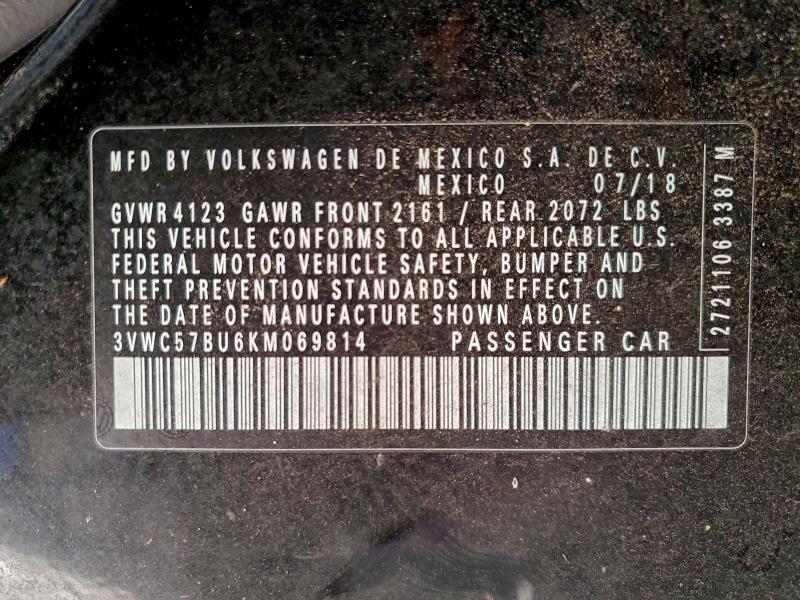 MFD BY VOLKSWAGEN DE MEXICO S.A. DE C.V.
MEXICO 07/18
GVWR 4123 GAWR FRONT 2161 / REAR 2072 LBS
THIS VEHICLE CONFORMS TO ALL APPLICABLE U.S.
FEDERAL MOTOR VEHICLE SAFETY, BUMPER AND
THEFT PREVENTION STANDARDS IN EFFECT ON
THE DATE OF MANUFACTURE SHOWN ABOVE.
3VWC57BU6KM069814 PASSENGER CAR
2721106 3387 M